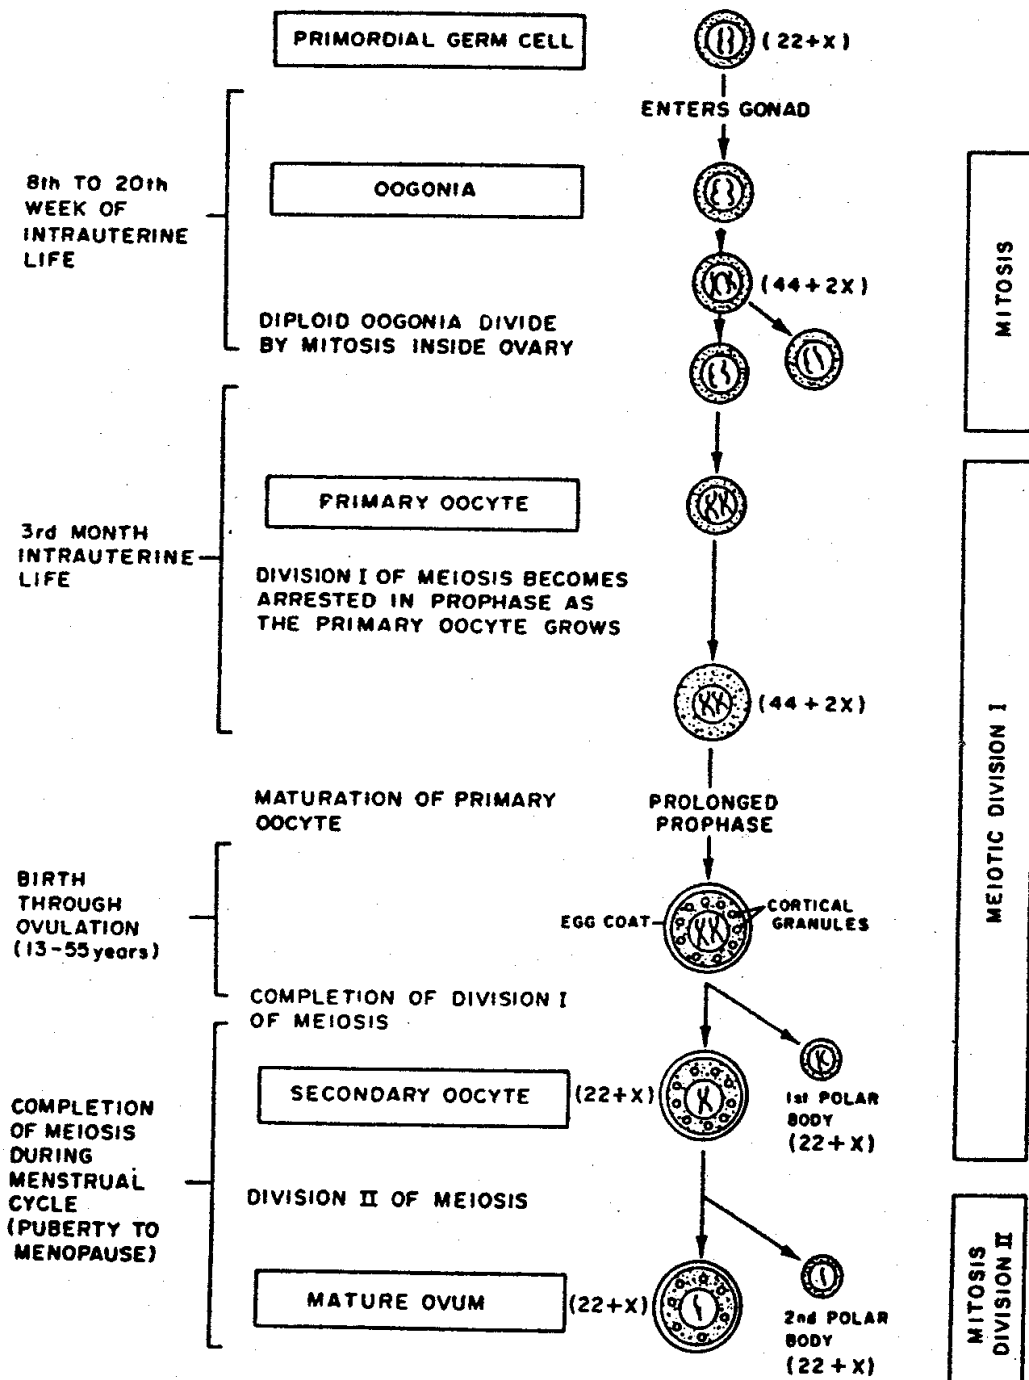 PRIMORDIAL GERM CELL
(22+X)
ENTERS GONAD
8th TO 20th
WEEK OF
INTRAUTERINE
LIFE
OOGONIA
(44+2X)
DIPLOID OOGONIA DIVIDE
BY MITOSIS INSIDE OVARY
MITOSIS
3rd MONTH
INTRAUTERINE
LIFE
PRIMARY OOCYTE
DIVISION I OF MEIOSIS BECOMES
ARRESTED IN PROPHASE AS
THE PRIMARY OOCYTE GROWS
(44+2X)
MEIOTIC DIVISION I
MATURATION OF PRIMARY
OOCYTE
PROLONGED
PROPHASE
BIRTH
THROUGH
OVULATION
(13-55years)
EGG COAT
CORTICAL
GRANULES
COMPLETION OF DIVISION I
OF MEIOSIS
SECONDARY OOCYTE
(22+X)
1st POLAR
BODY
(22+X)
COMPLETION
OF MEIOSIS
DURING
MENSTRUAL
CYCLE
(PUBERTY TO
MENOPAUSE)
DIVISION II OF MEIOSIS
MATURE OVUM
(22+X)
2nd POLAR
BODY
(22+X)
MITOSIS
DIVISION II